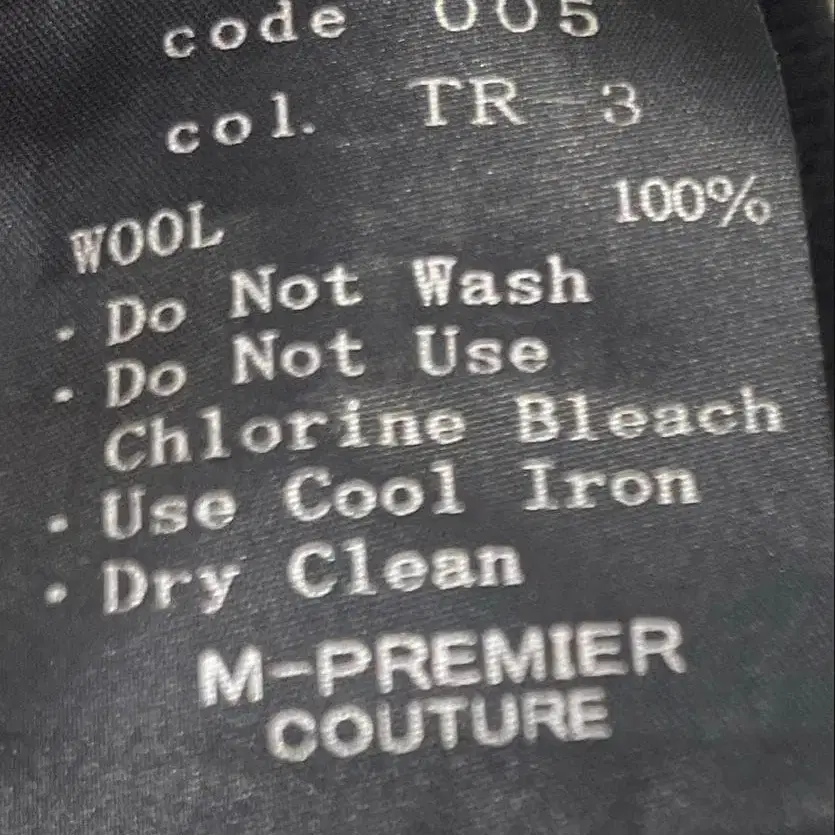 code 005
col. TR-3
WOOL 100%
・Do Not Wash
・Do Not Use
Chlorine Bleach
・Use Cool Iron
・Dry Clean
M-PREMIER
COUTURE